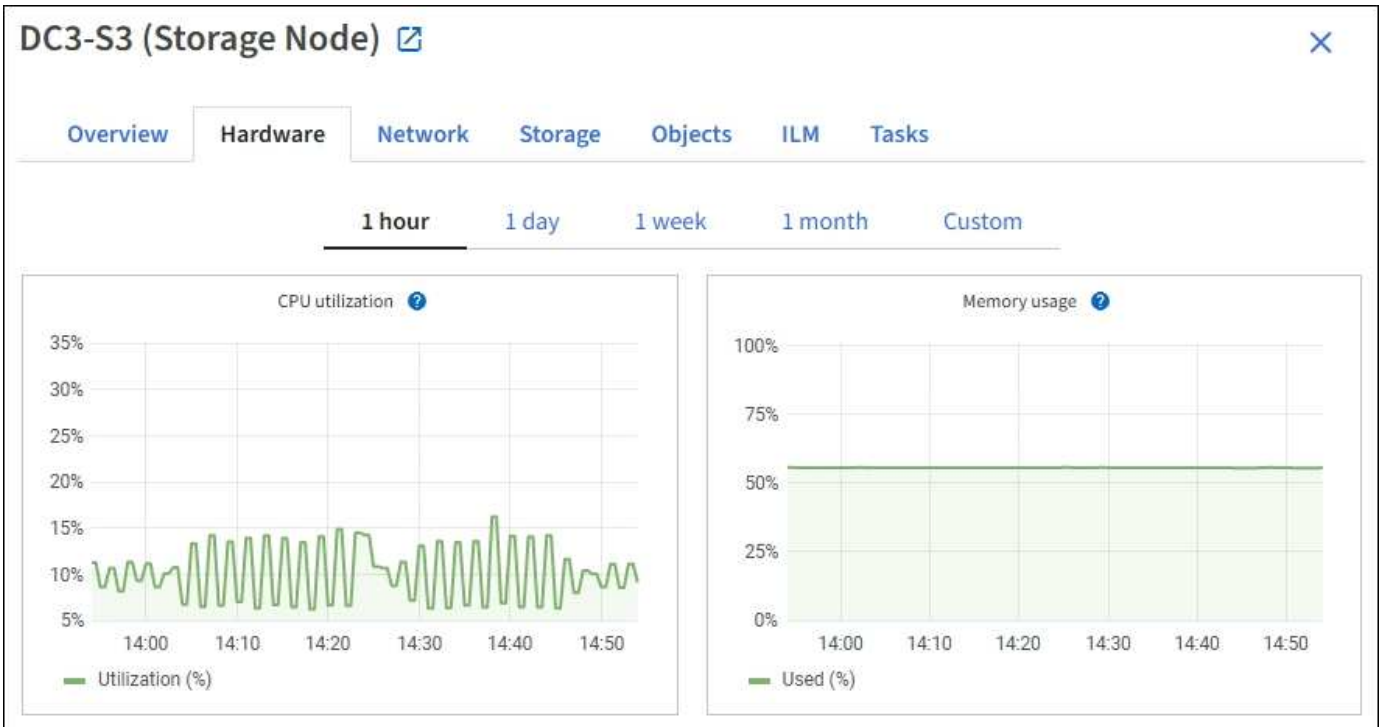 DC3-S3 (Storage Node)
Overview Hardware Network Storage Objects ILM Tasks
1 hour 1 day 1 week 1 month Custom
CPU utilization ?
35%
30%
25%
20%
15%
10%
5%
14:00 14:10 14:20 14:30 14:40 14:50
Utilization (%)
Memory usage ?
100%
75%
50%
25%
0%
14:00 14:10 14:20 14:30 14:40 14:50
Used (%)